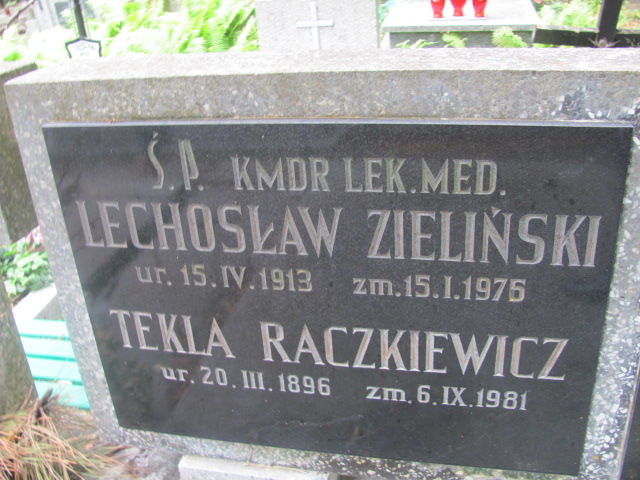 Ś P. KMDR LEK.MED.
LECHOSŁAW ZIELIŃSKI
ur. 15. IV. 1913 zm. 15. I. 1976
TEKLA RACZKIEWICZ
ur. 20. III. 1896 zm. 6. IX. 1981